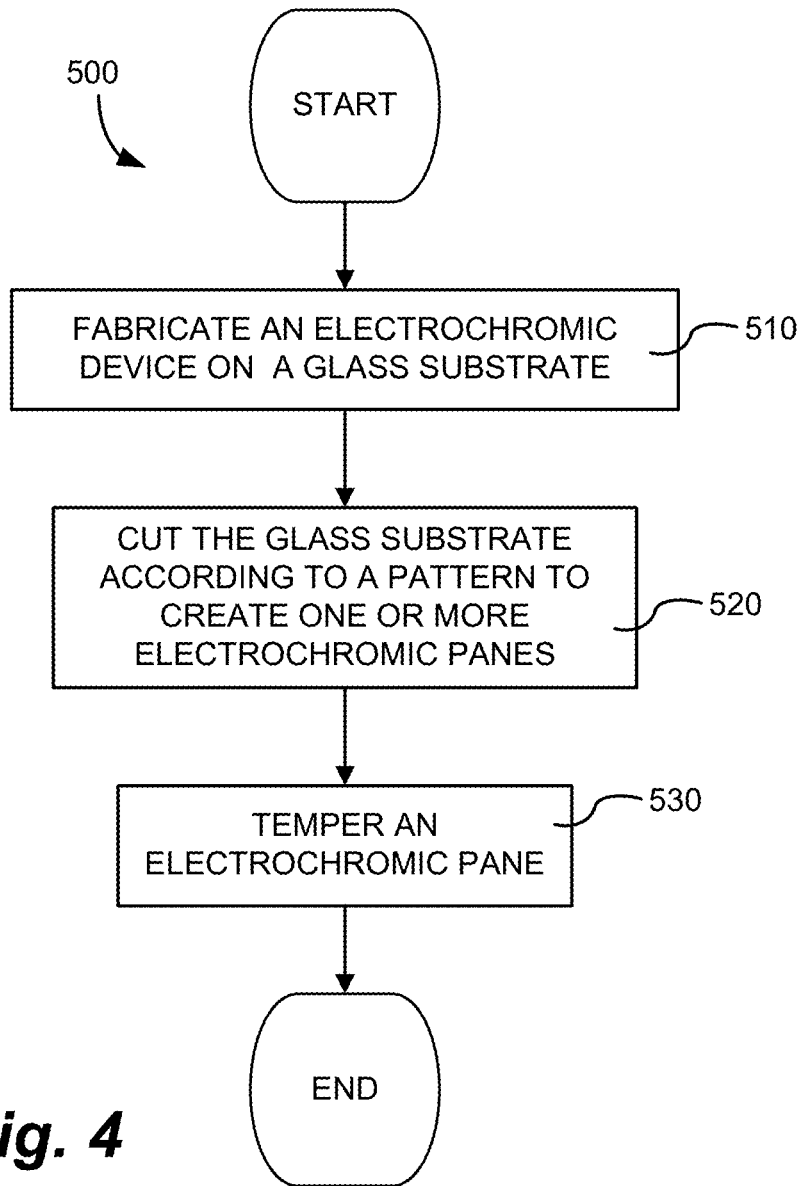 500
START
FABRICATE AN ELECTROCHROMIC
DEVICE ON A GLASS SUBSTRATE
510
CUT THE GLASS SUBSTRATE
ACCORDING TO A PATTERN TO
CREATE ONE OR MORE
ELECTROCHROMIC PANES
520
TEMPER AN
ELECTROCHROMIC PANE
530
END
ig. 4